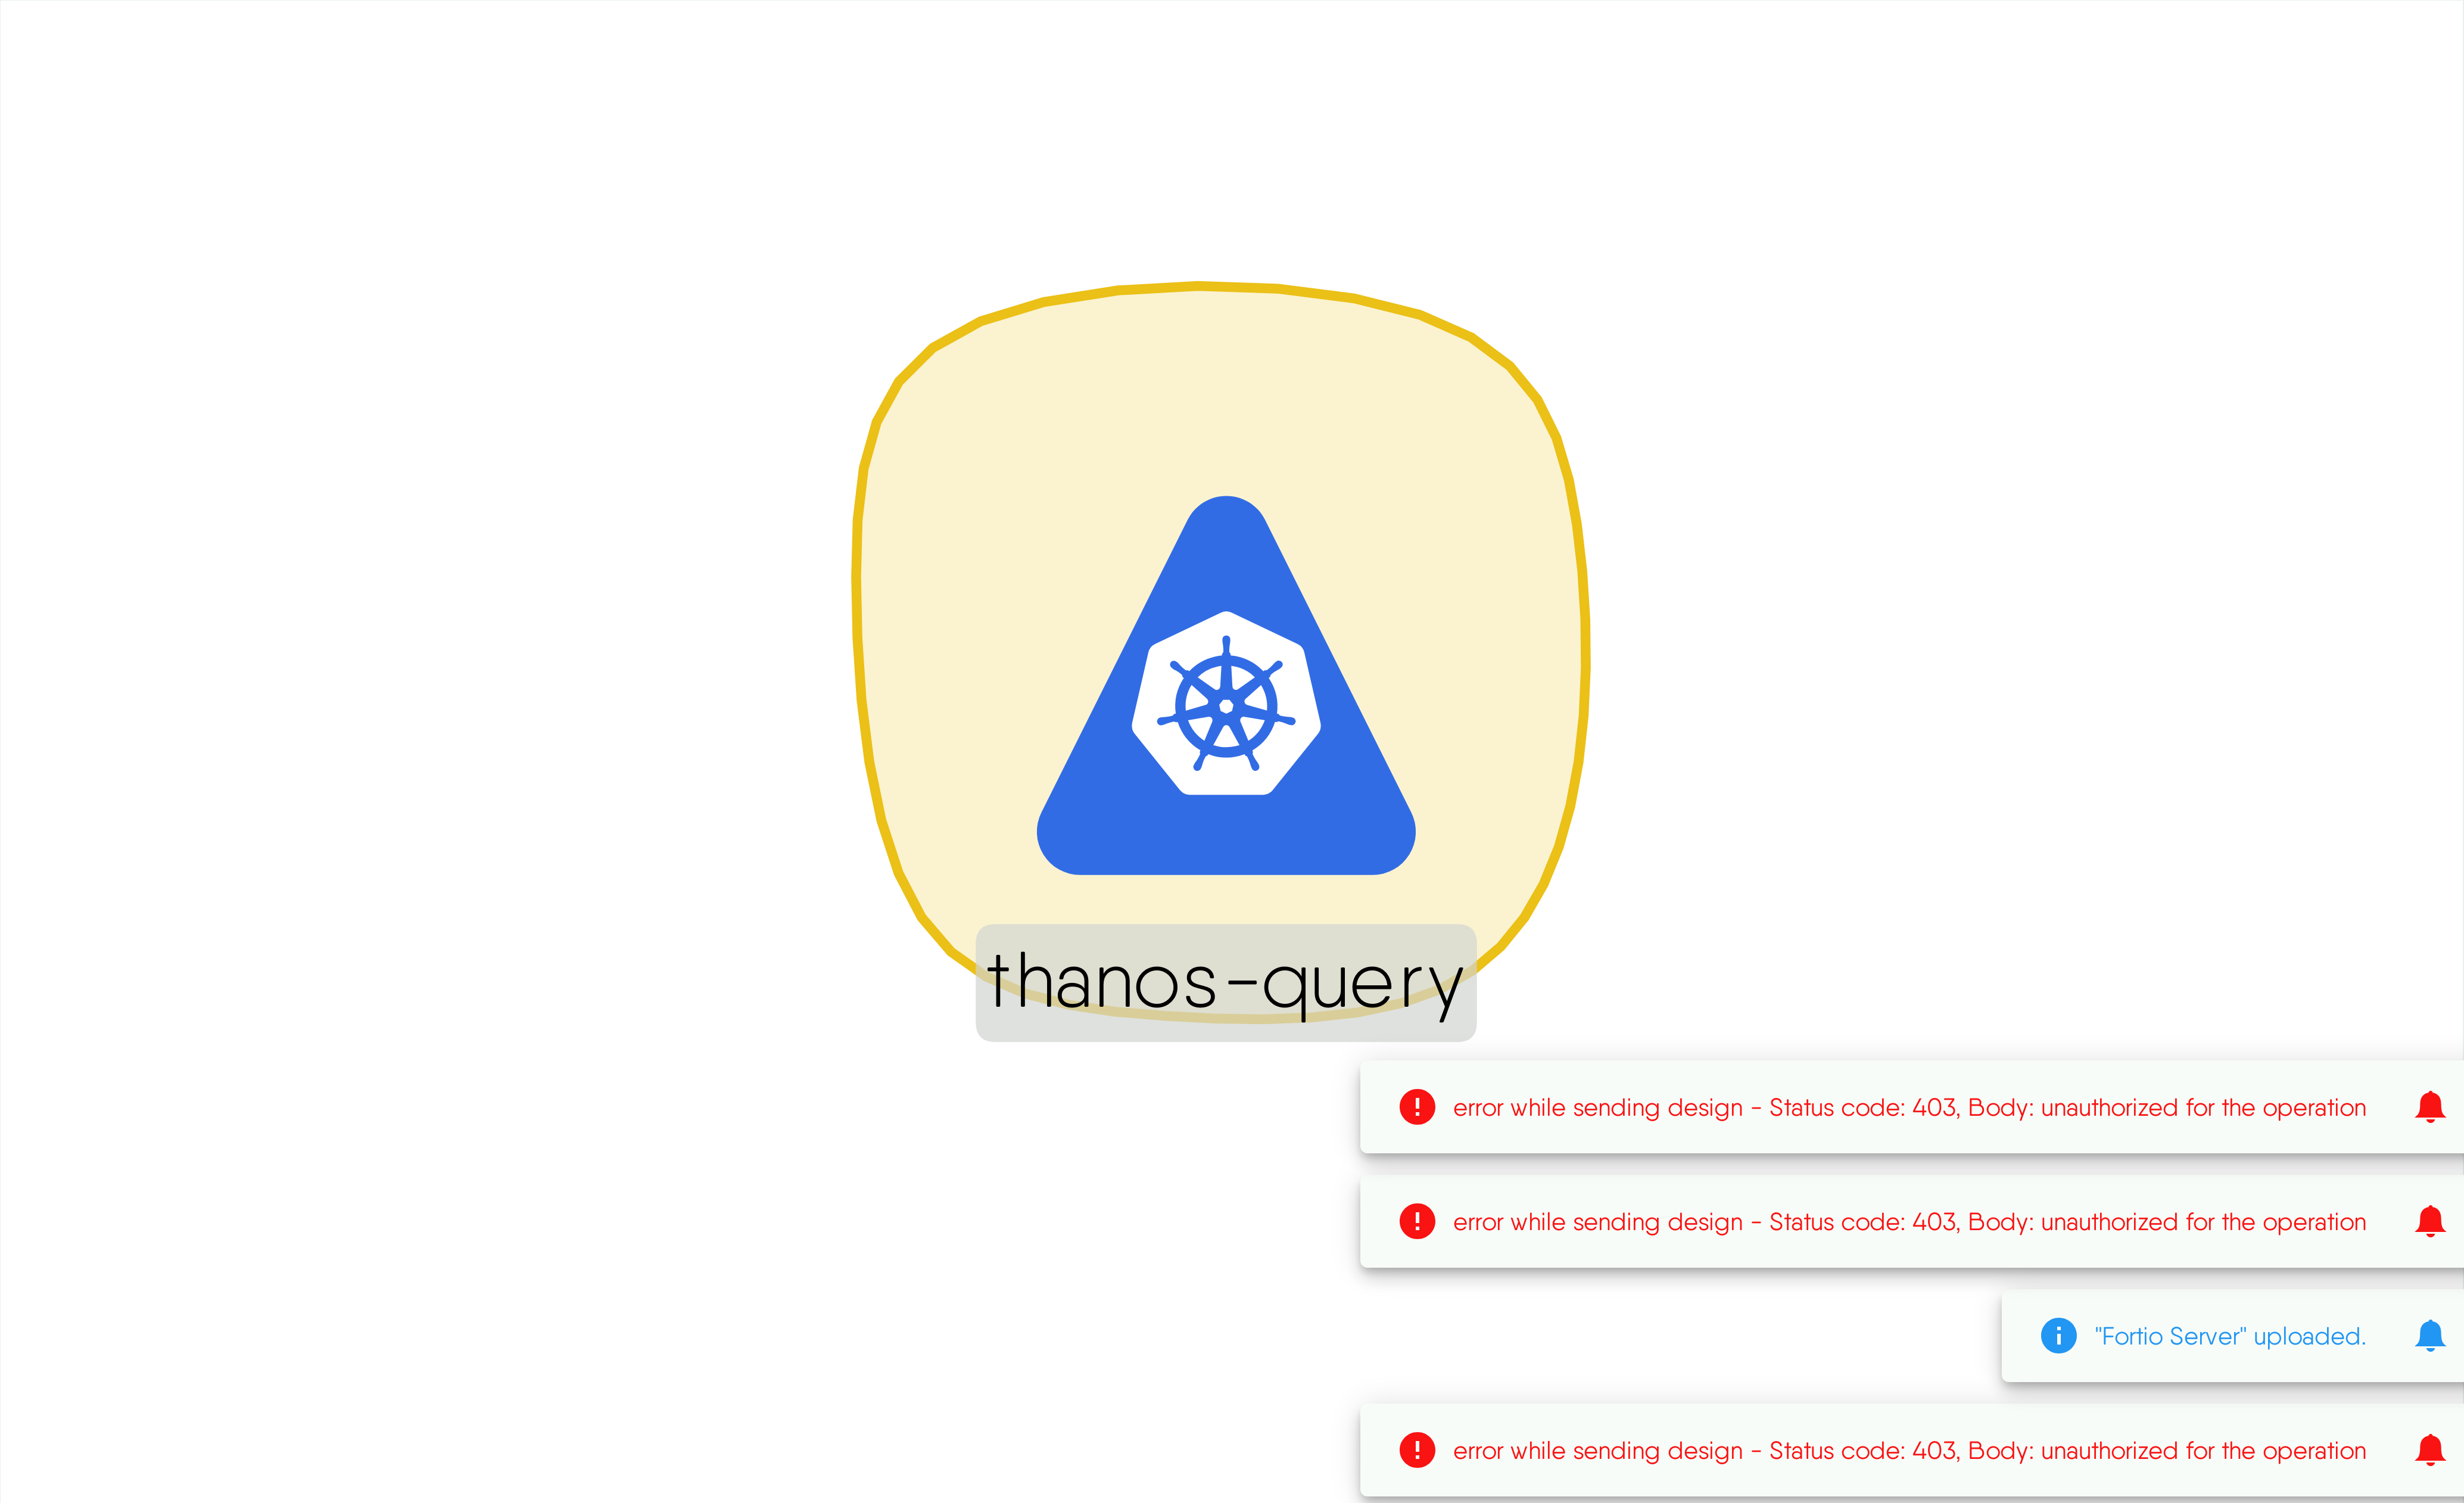 thanos-query
error while sending design - Status code: 403, Body: unauthorized for the operation
error while sending design - Status code: 403, Body: unauthorized for the operation
"Fortio Server" uploaded.
error while sending design - Status code: 403, Body: unauthorized for the operation